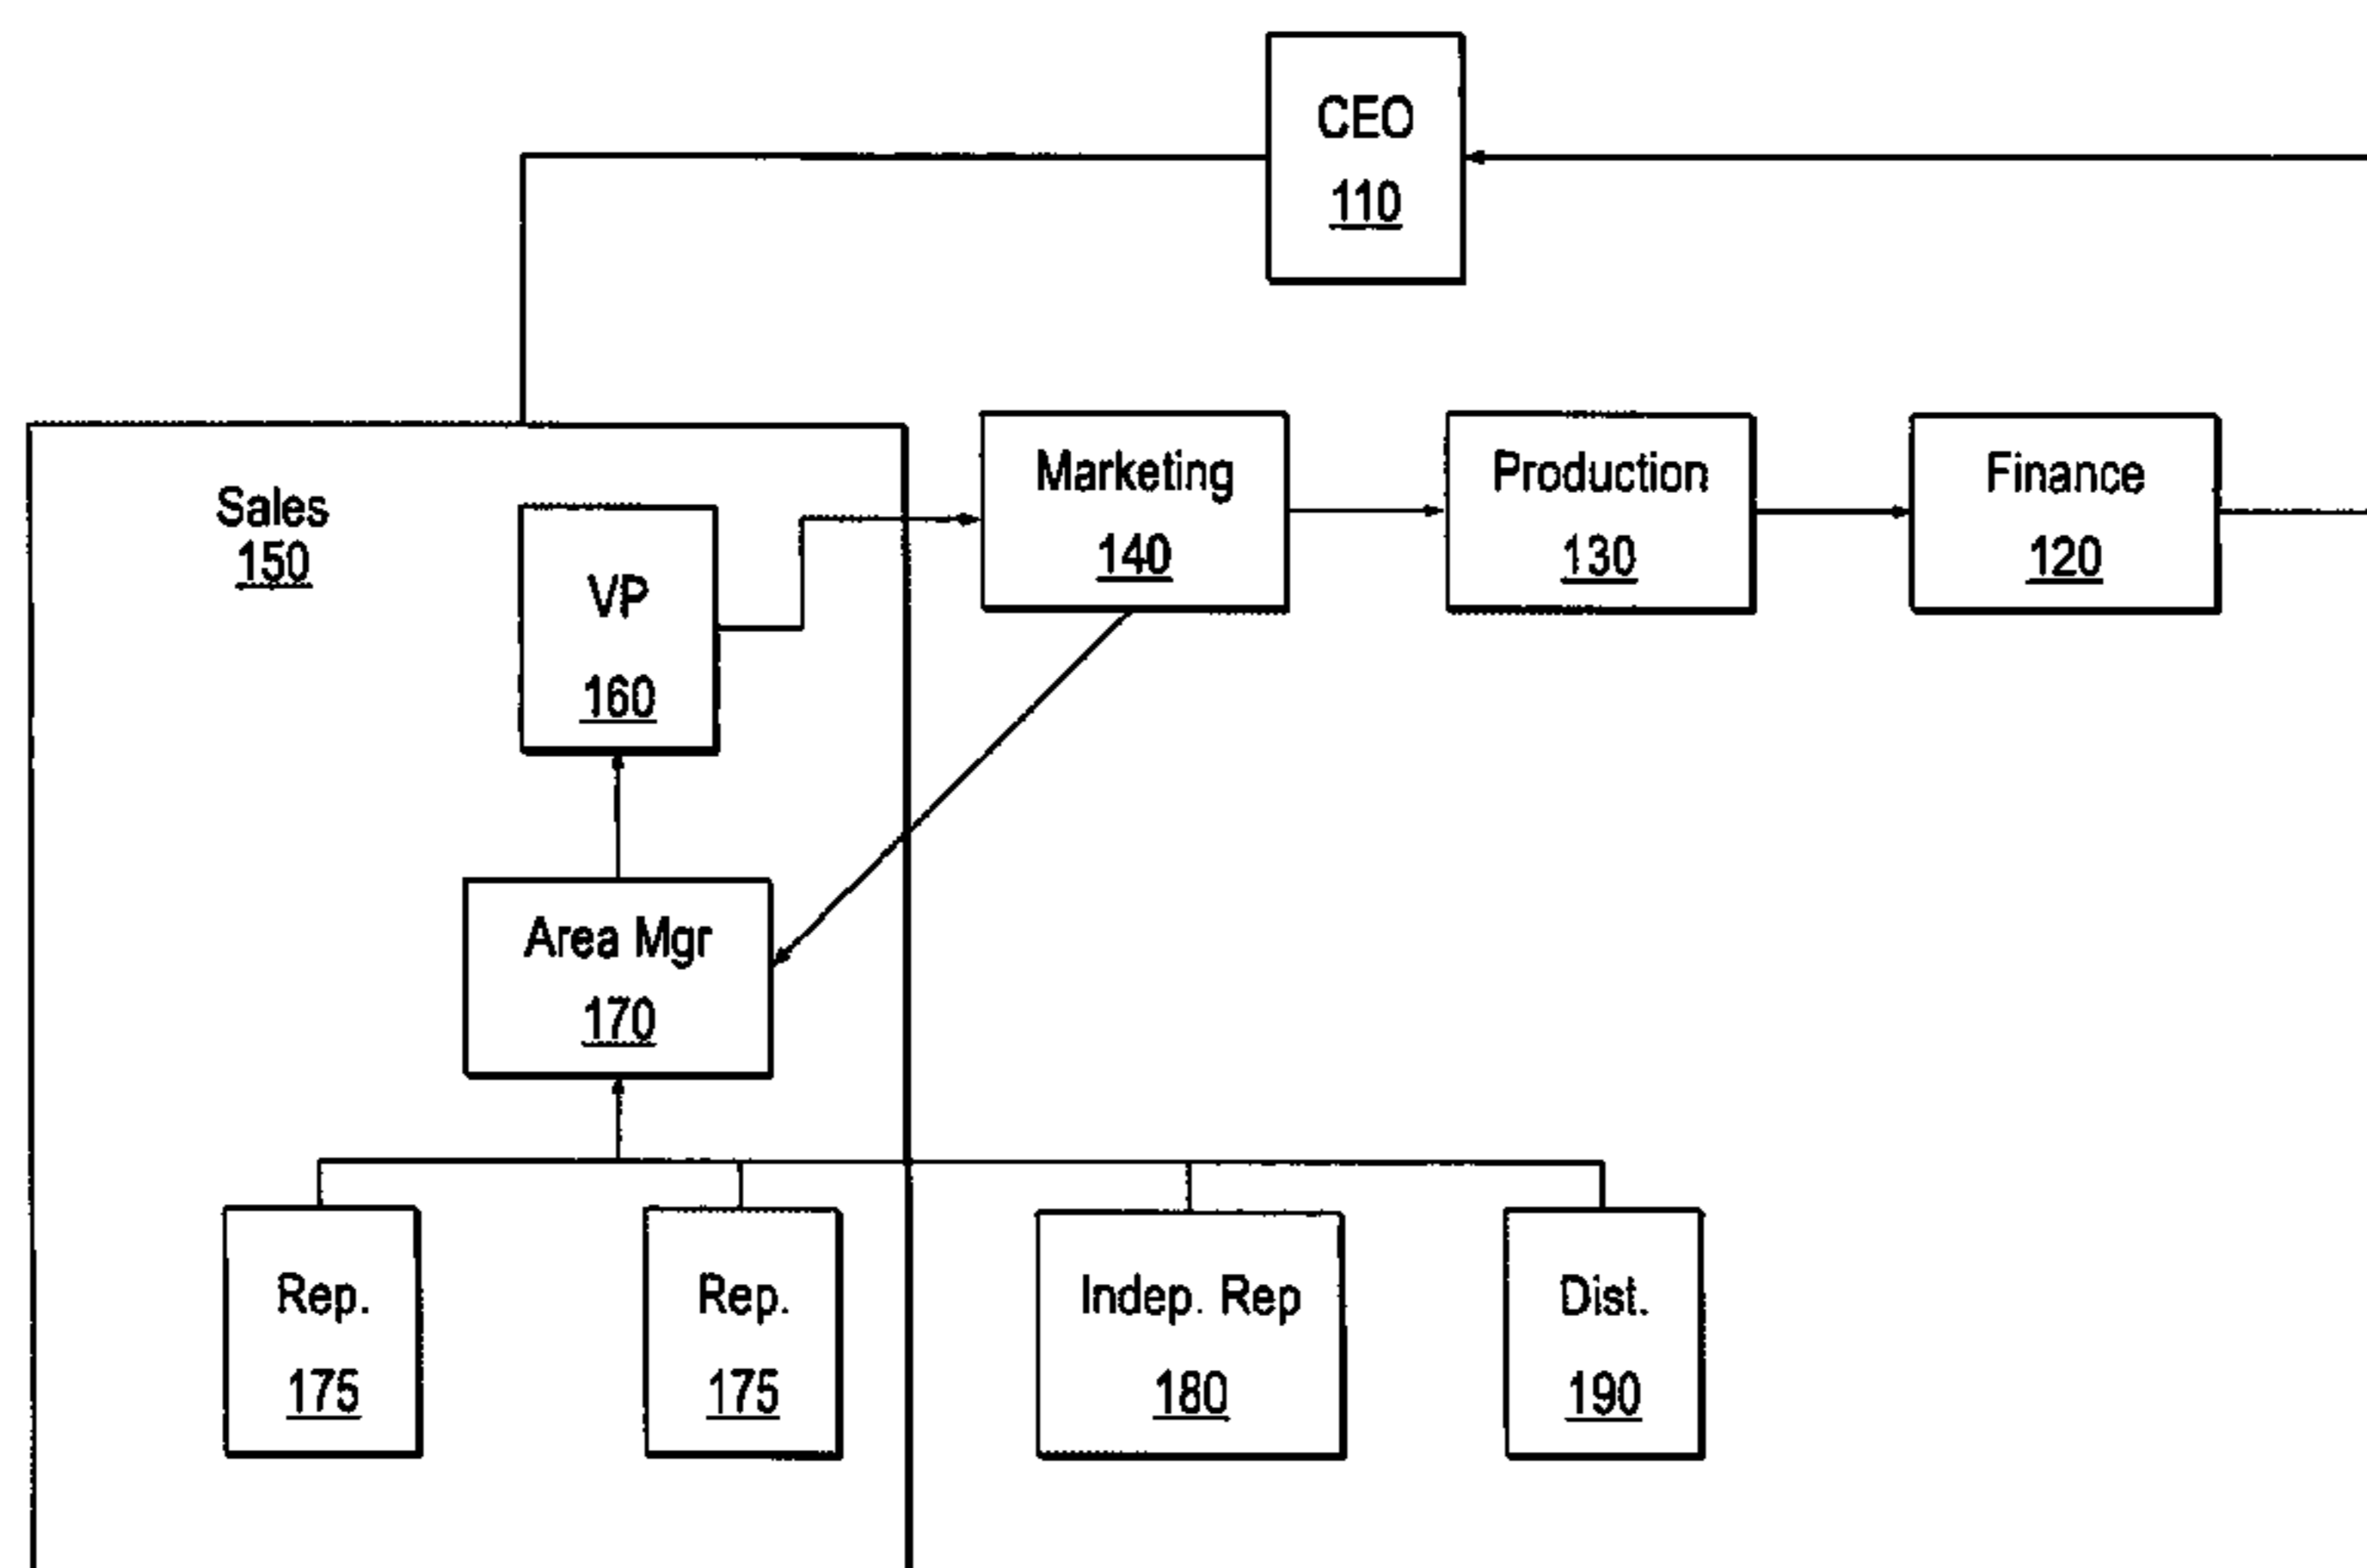 CEO
110
Sales
150
VP
160
Marketing
140
Production
130
Finance
120
Area Mgr
170
Rep.
175
Rep.
175
Indep. Rep
180
Dist.
190